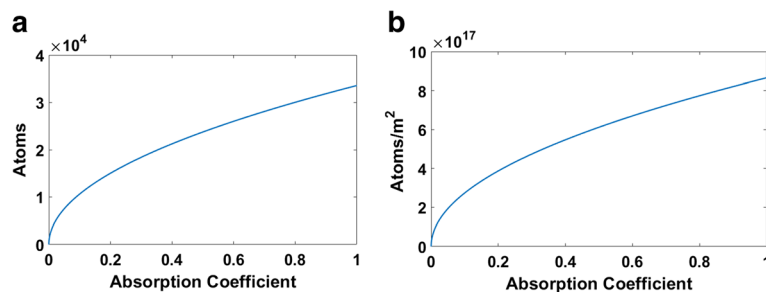 a
×10⁴
4
3
2
1
0
Atoms
0 0.2 0.4 0.6 0.8 1
Absorption Coefficient
b
×10¹⁷
10
8
6
4
2
0
Atoms/m²
0 0.2 0.4 0.6 0.8 1
Absorption Coefficient